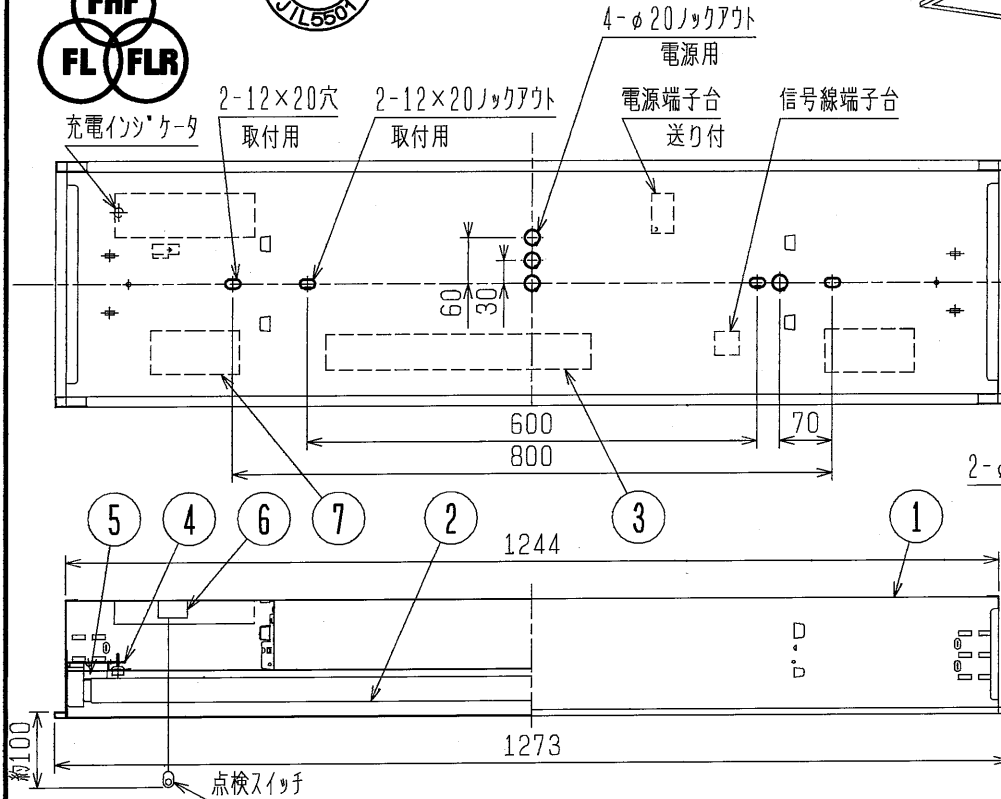 FHF
FL FLR
JIL5501
4-φ20ノックアウト
電源用
2-12×20穴
取付用
2-12×20ノックアウト
取付用
電源端子台
送り付
信号線端子台
充電インジケータ
60
30
600
70
800
2-φ
5
4
6
7
2
3
1
1244
1273
約100
点検スイッチ